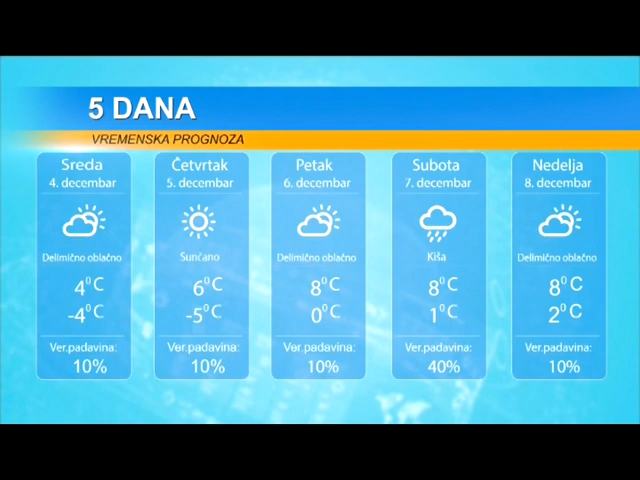 5 DANA
VREMENSKA PROGNOZA
Sreda
4. decembar
Delimično oblačno
4°C
-4°C
Ver.padavina:
10%
Četvrtak
5. decembar
Sunčano
6°C
-5°C
Ver.padavina:
10%
Petak
6. decembar
Delimično oblačno
8°C
0°C
Ver.padavina:
10%
Subota
7. decembar
Kiša
8°C
1°C
Ver.padavina:
40%
Nedelja
8. decembar
Delimično oblačno
8°C
2°C
Ver.padavina:
10%